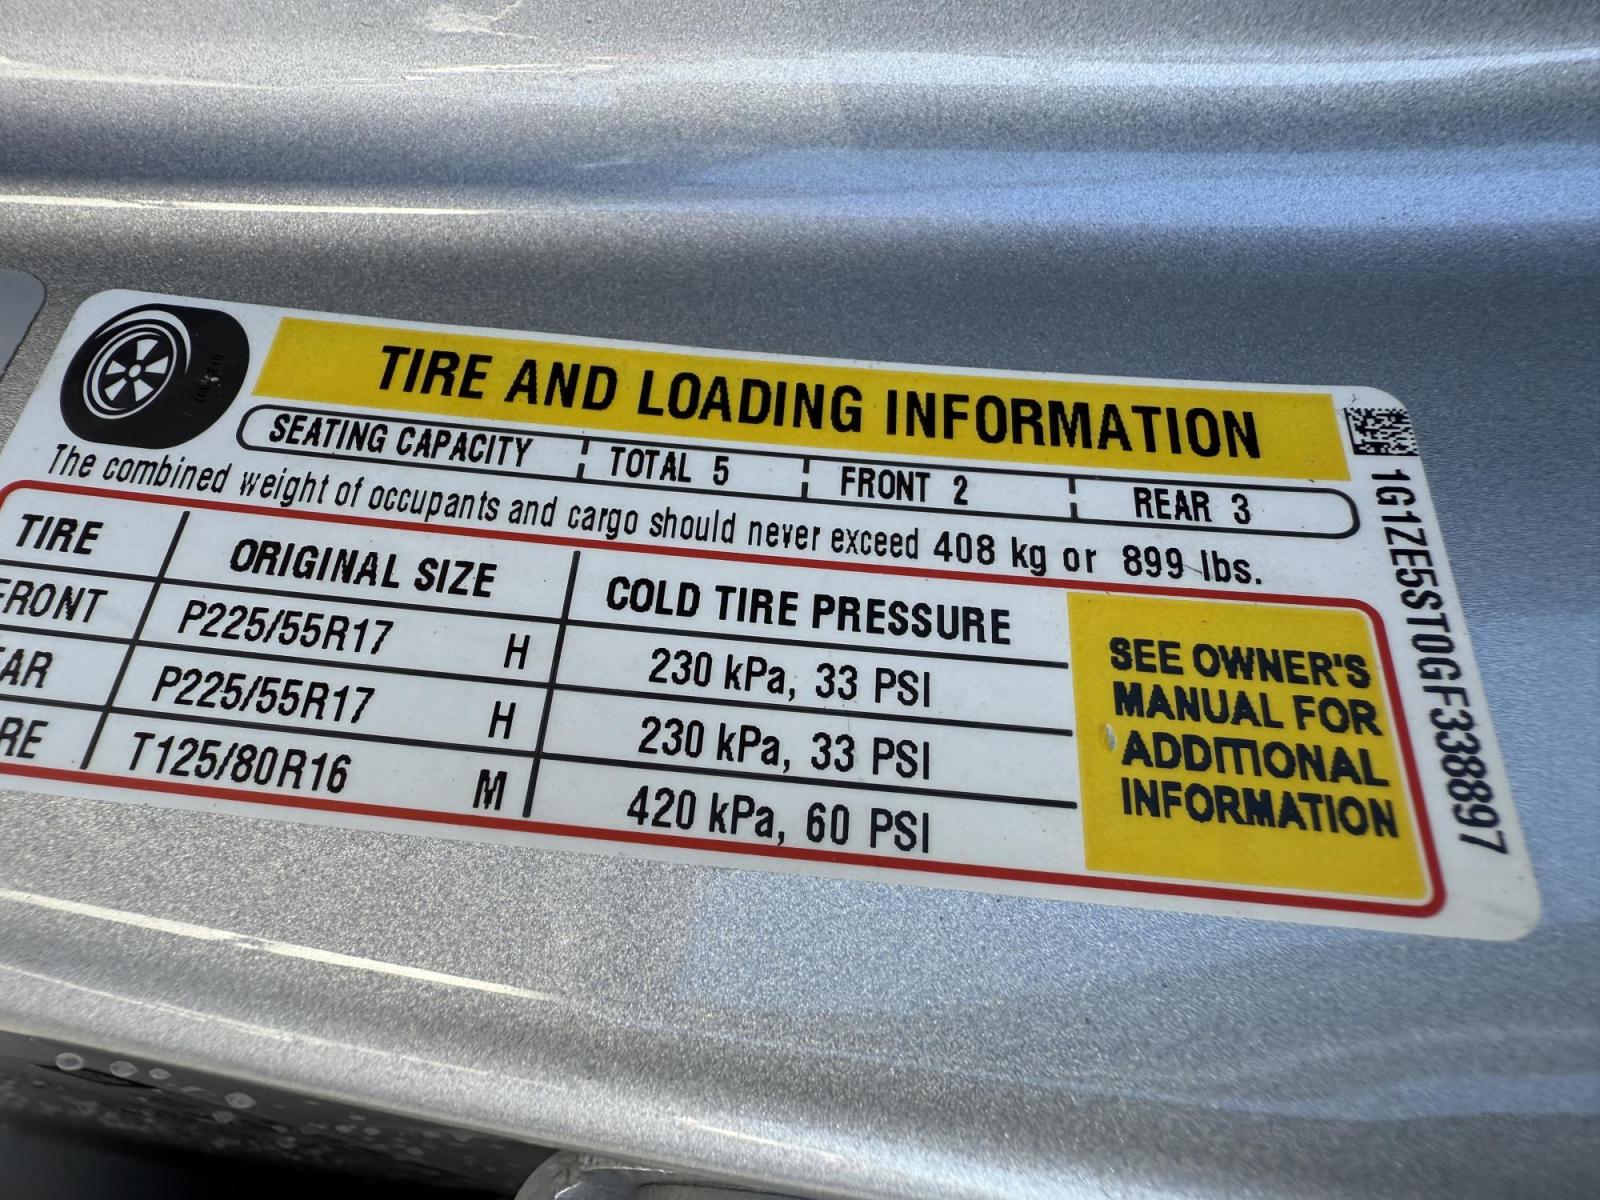 TIRE AND LOADING INFORMATION
SEATING CAPACITY TOTAL 5 FRONT 2 REAR 3
The combined weight of occupants and cargo should never exceed 408 kg or 899 lbs.
TIRE ORIGINAL SIZE COLD TIRE PRESSURE
FRONT P225/55R17 H 230 kPa, 33 PSI
EAR P225/55R17 H 230 kPa, 33 PSI
RE T125/80R16 M 420 kPa, 60 PSI
SEE OWNER'S
MANUAL FOR
ADDITIONAL
INFORMATION
1G1ZE5ST0GF338897